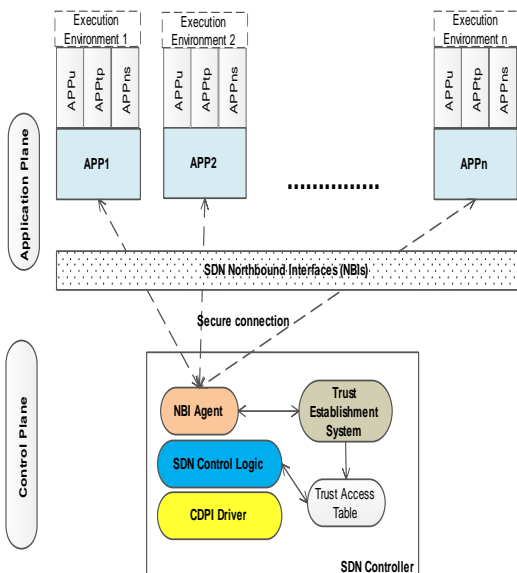 Execution
Environment 1
Execution
Environment 2
Execution
Environment n
APPu
APPtp
APPns
APPu
APPtp
APPns
APPu
APPtp
APPns
Application Plane
APP1
APP2
...............
APPn
SDN Northbound Interfaces (NBIs)
Secure connection
Control Plane
NBI Agent
Trust
Establishment
System
SDN Control Logic
Trust Access
Table
CDPI Driver
SDN Controller